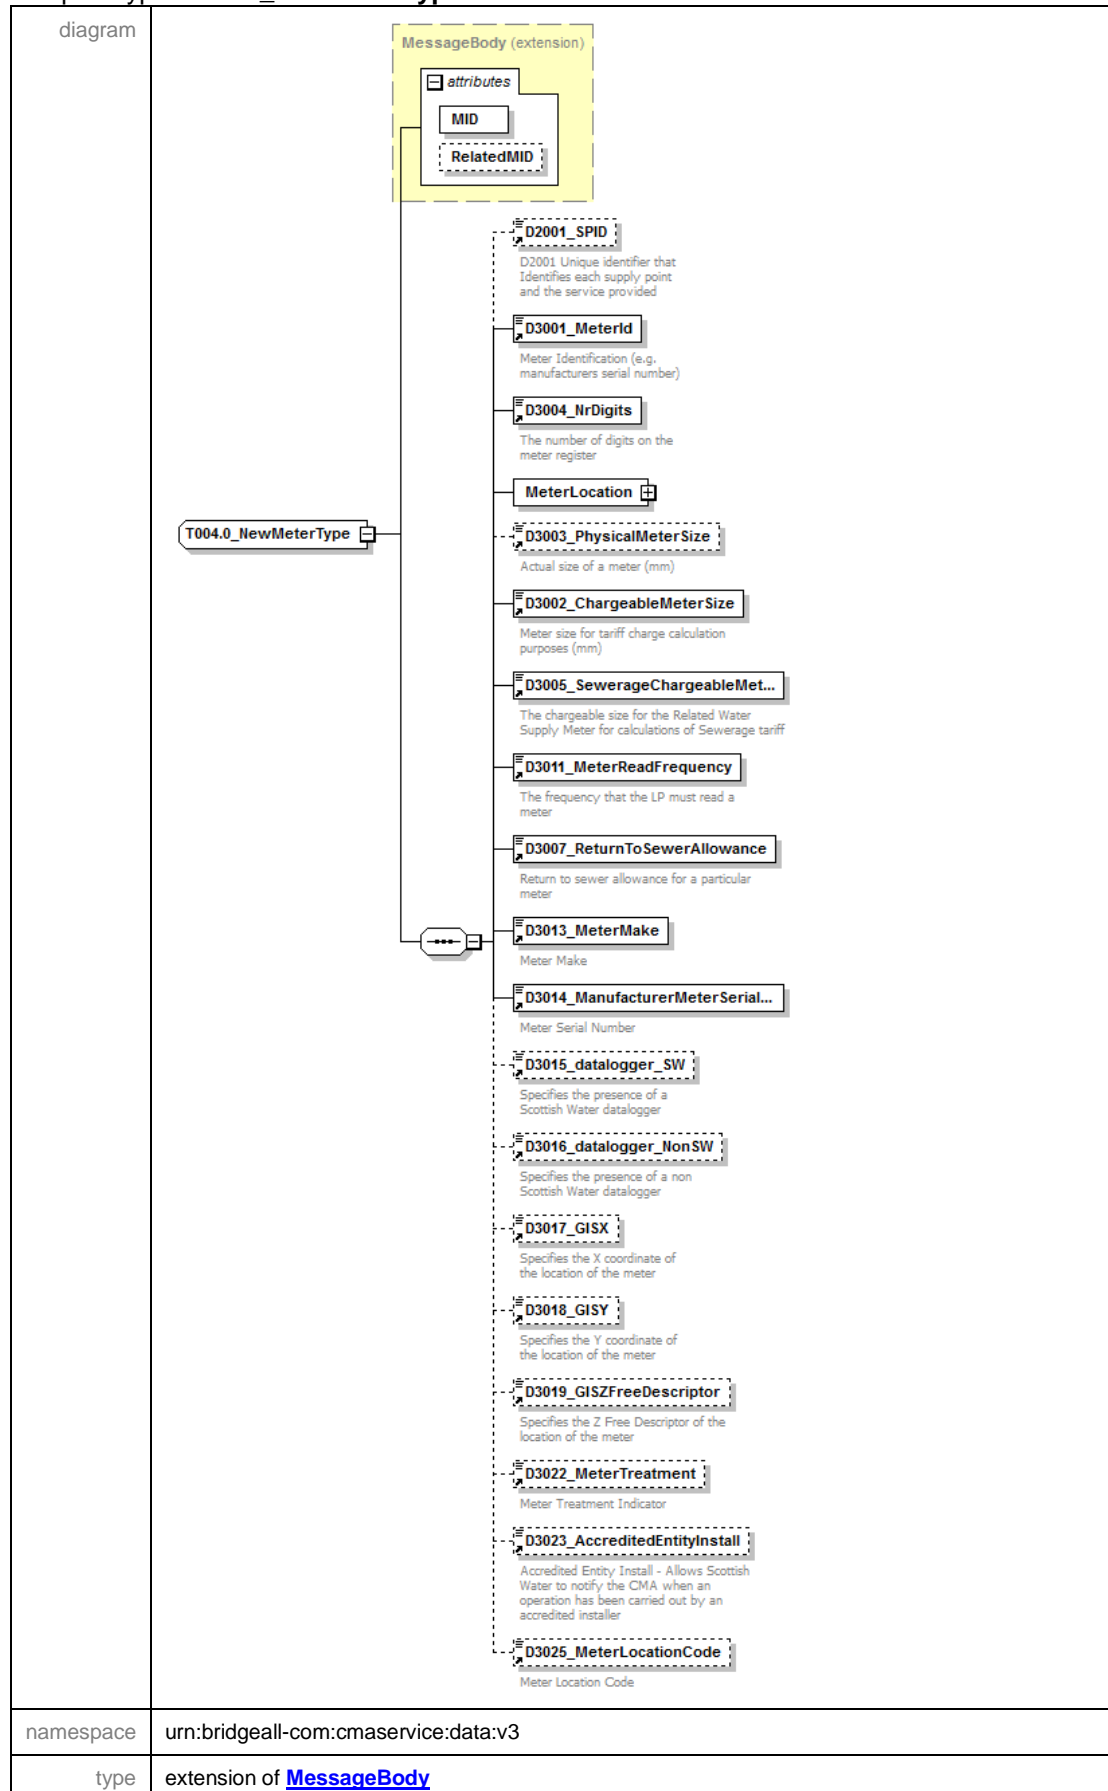 diagram
MessageBody (extension)
attributes
MID
RelatedMID
D2001_SPID
D2001 Unique identifier that
Identifies each supply point
and the service provided
D3001_MeterId
Meter Identification (e.g.
manufacturers serial number)
D3004_NrDigits
The number of digits on the
meter register
MeterLocation
T004.0_NewMeterType
D3003_PhysicalMeterSize
Actual size of a meter (mm)
D3002_ChargeableMeterSize
Meter size for tariff charge calculation
purposes (mm)
D3005_SewerageChargeableMet...
The chargeable size for the Related Water
Supply Meter for calculations of Sewerage tariff
D3011_MeterReadFrequency
The frequency that the LP must read a
meter
D3007_ReturnToSewerAllowance
Return to sewer allowance for a particular
meter
D3013_MeterMake
Meter Make
D3014_ManufacturerMeterSerial...
Meter Serial Number
D3015_datalogger_SW
Specifies the presence of a
Scottish Water datalogger
D3016_datalogger_NonSW
Specifies the presence of a non
Scottish Water datalogger
D3017_GISX
Specifies the X coordinate of
the location of the meter
D3018_GISY
Specifies the Y coordinate of
the location of the meter
D3019_GISZFreeDescriptor
Specifies the Z Free Descriptor of the
location of the meter
D3022_MeterTreatment
Meter Treatment Indicator
D3023_AccreditedEntityInstall
Accredited Entity Install - Allows Scottish
Water to notify the CMA when an
operation has been carried out by an
accredited installer
D3025_MeterLocationCode
Meter Location Code
namespace urn:bridgeall-com:cmaservice:data:v3
type extension of MessageBody